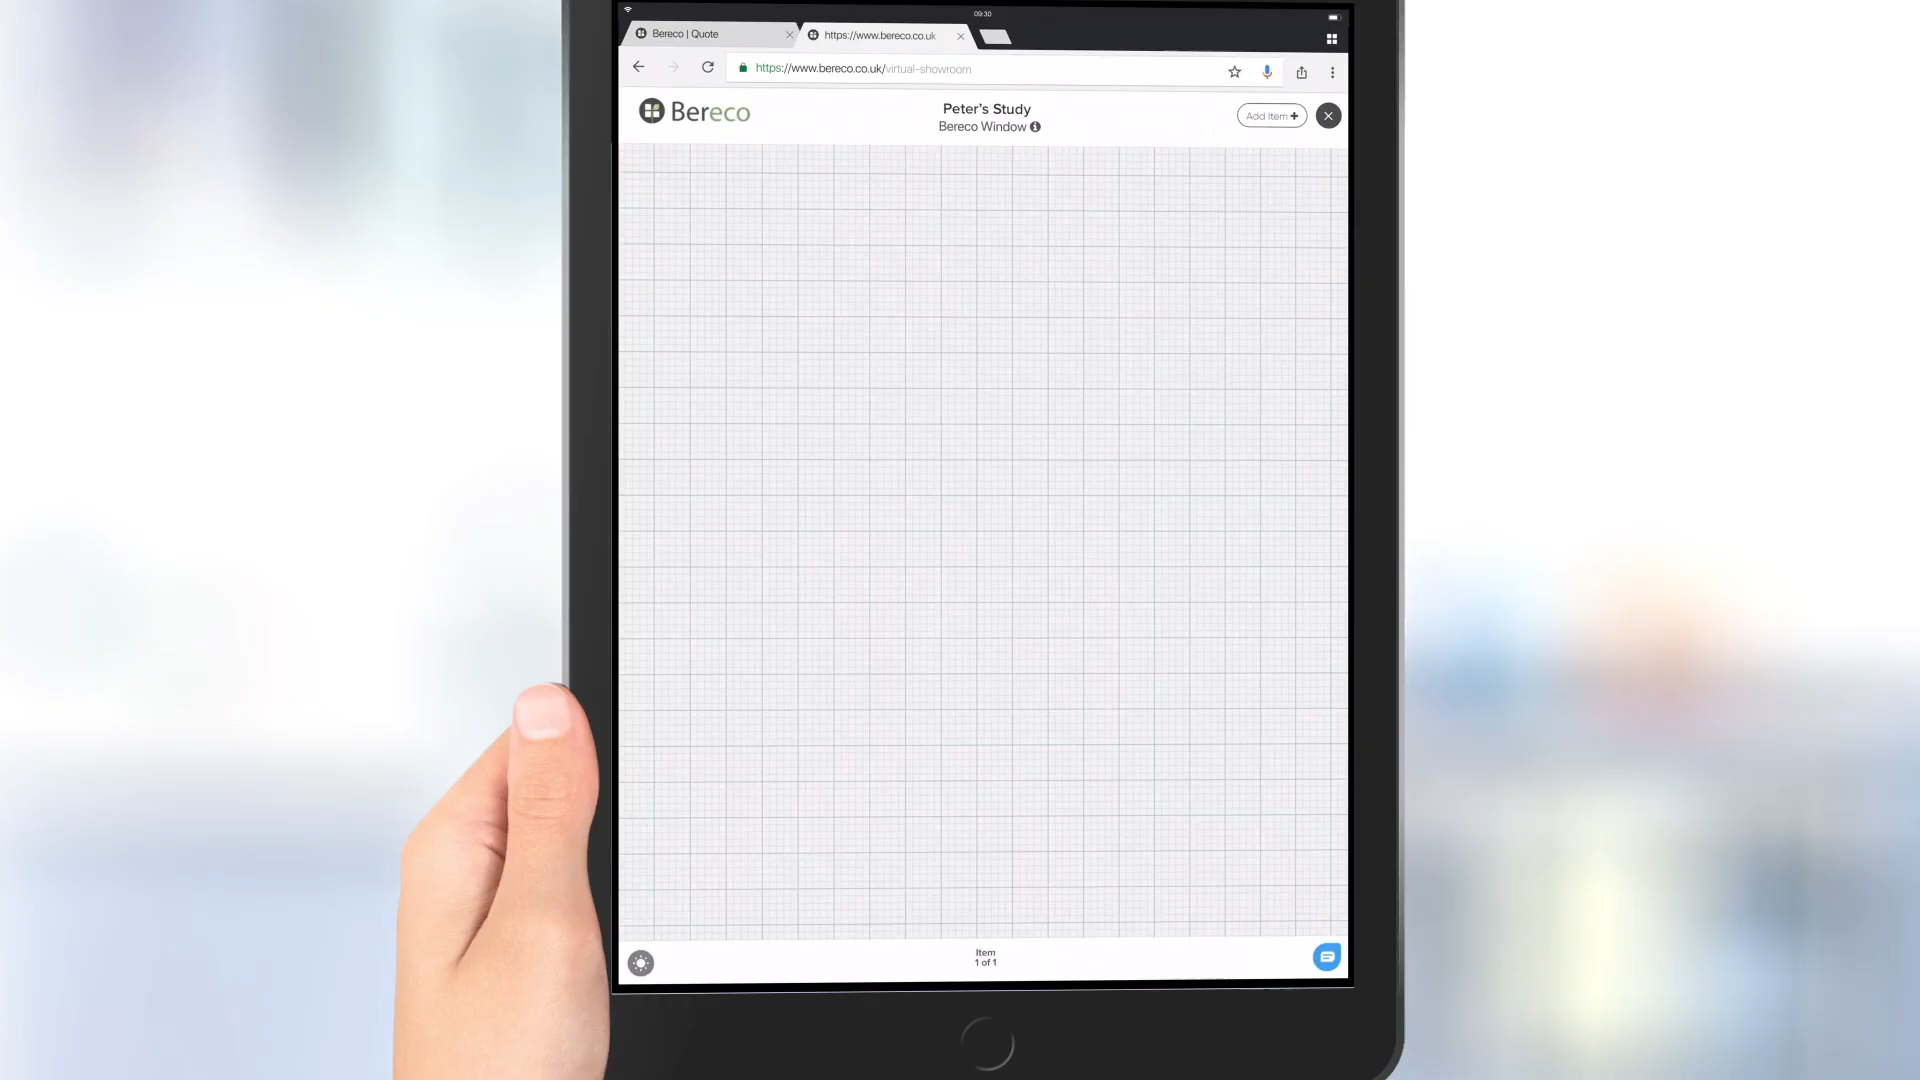 09:30
Bereco | Quote
https://www.bereco.co.uk
https://www.bereco.co.uk/virtual-showroom
Bereco
Peter's Study
Bereco Window
Add Item +
Item
1 of 1